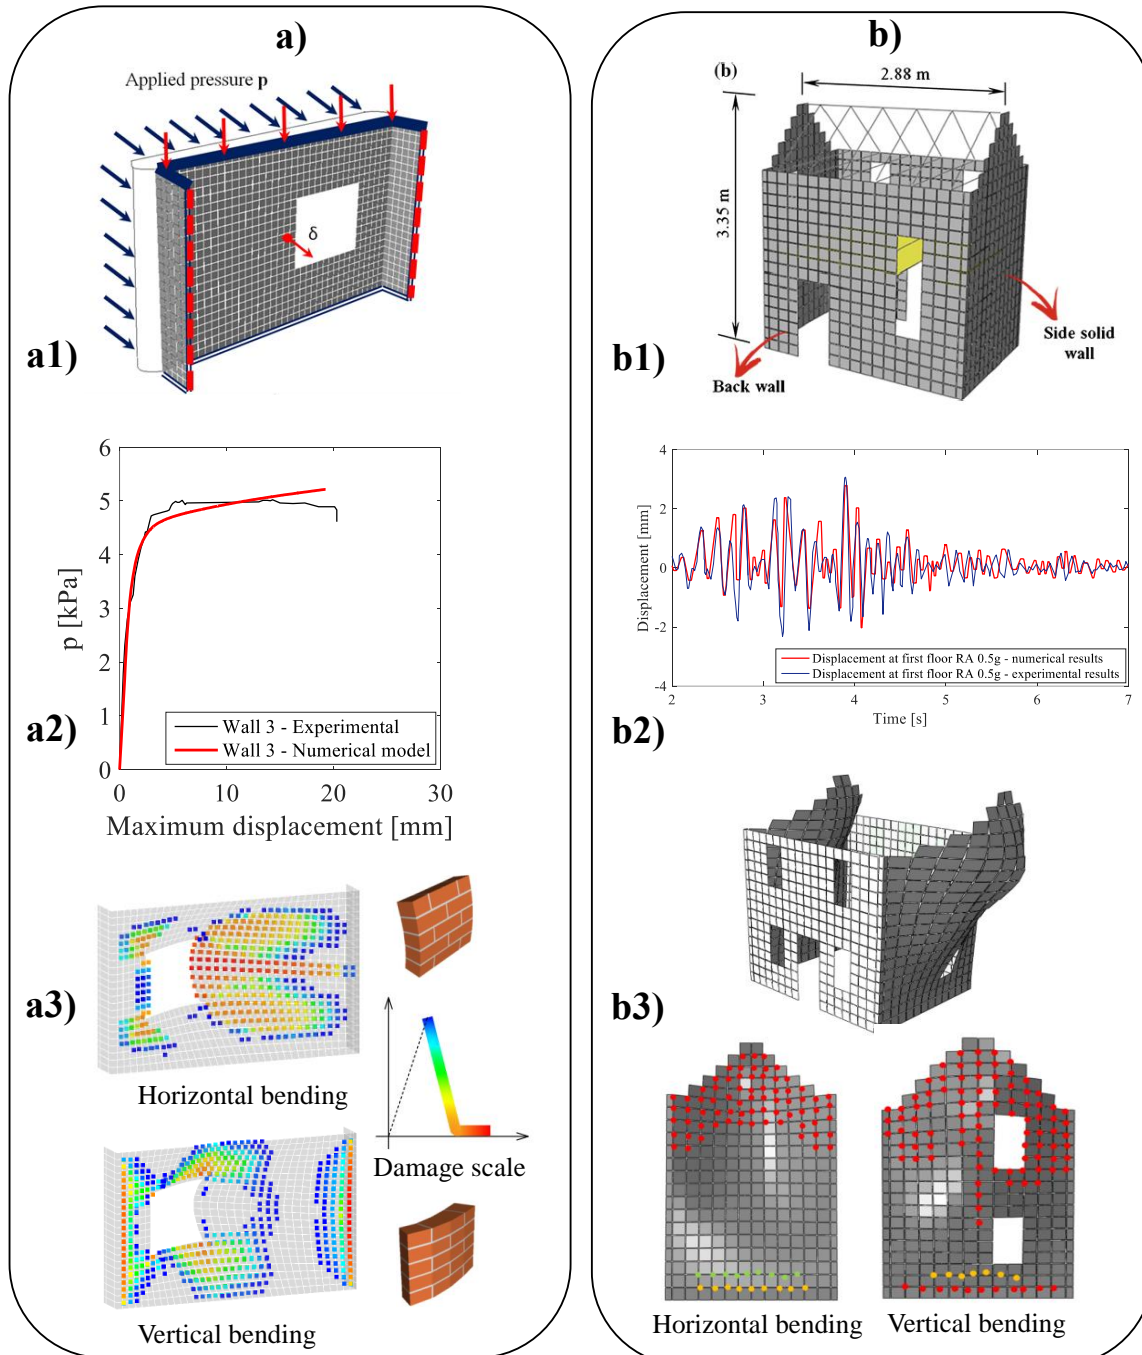 a)
Applied pressure p
δ
a1)
6
5
4
3
2
1
0
p [kPa]
Wall 3 - Experimental
Wall 3 - Numerical model
0
10
20
30
Maximum displacement [mm]
a2)
a3)
Horizontal bending
Damage scale
Vertical bending
b)
(b)
2.88 m
3.35 m
Side solid
wall
Back wall
b1)
4
2
0
-2
-4
Displacement [mm]
Displacement at first floor RA 0.5g - numerical results
Displacement at first floor RA 0.5g - experimental results
2
3
4
5
6
7
Time [s]
b2)
b3)
Horizontal bending
Vertical bending